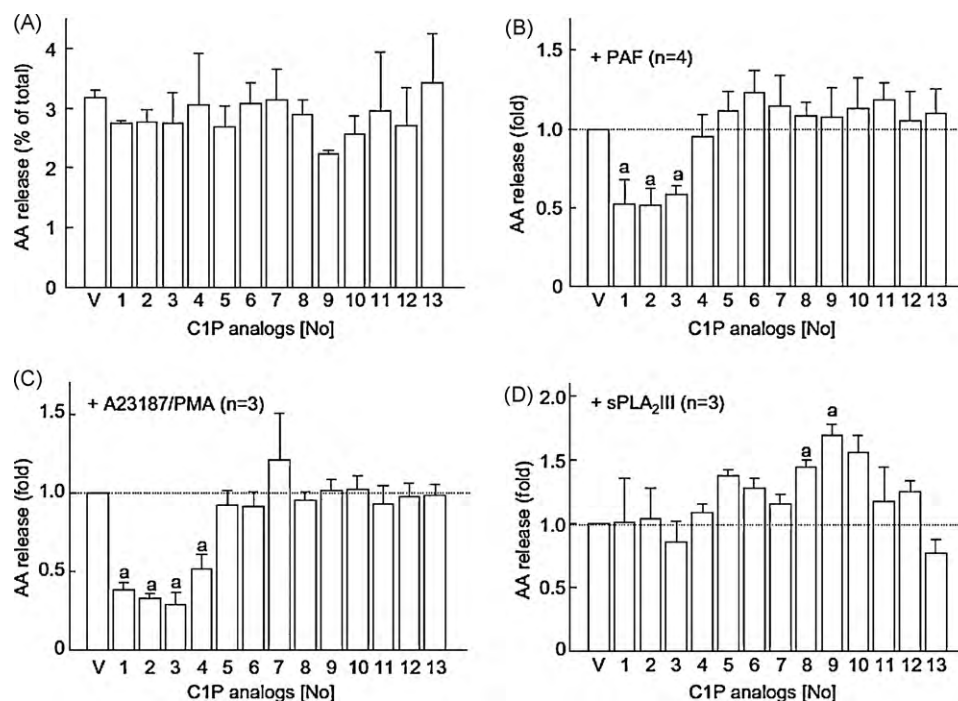 (A)
AA release (% of total)
4
3
2
1
0
V 1 2 3 4 5 6 7 8 9 10 11 12 13
C1P analogs [No]
(B)
+ PAF (n=4)
AA release (fold)
1.5
1.0
0.5
0
a a a
V 1 2 3 4 5 6 7 8 9 10 11 12 13
C1P analogs [No]
(C)
+ A23187/PMA (n=3)
AA release (fold)
1.5
1.0
0.5
0
a a a a
V 1 2 3 4 5 6 7 8 9 10 11 12 13
C1P analogs [No]
(D)
+ sPLA₂III (n=3)
AA release (fold)
2.0
1.5
1.0
0.5
0
a a
V 1 2 3 4 5 6 7 8 9 10 11 12 13
C1P analogs [No]